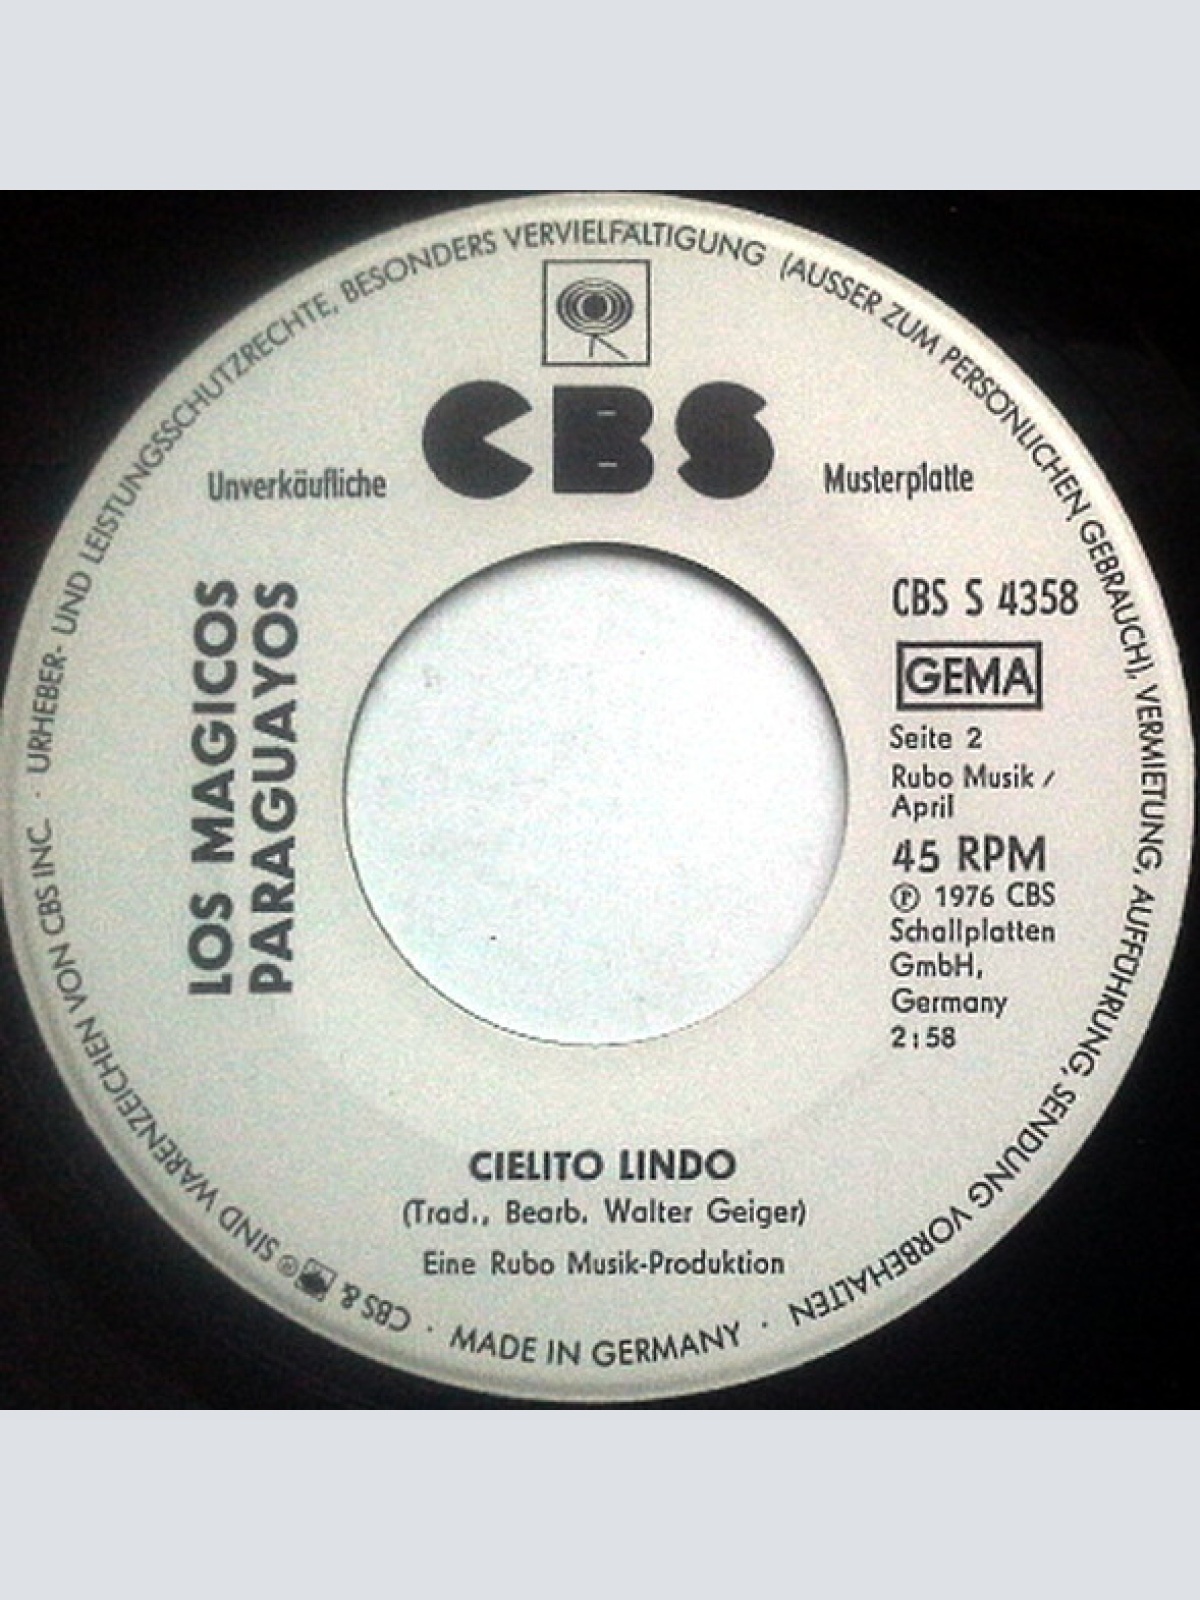 URHEBER- UND LEISTUNGSSCHUTZRECHTE, BESONDERS VERVIELFÄLTIGUNG (AUSSER ZUM PERSÖNLICHEN GEBRAUCH), VERMIETUNG, AUFFÜHRUNG, SENDUNG VORBEHALTEN
CBS
Unverkäufliche Musterplatte
LOS MAGICOS
PARAGUAYOS
CBS S 4358
GEMA
Seite 2
Rubo Musik /
April
45 RPM
Ⓟ 1976 CBS
Schallplatten
GmbH,
Germany
2:58
CIELITO LINDO
(Trad., Bearb. Walter Geiger)
Eine Rubo Musik-Produktion
· MADE IN GERMANY ·
CBS & ® SIND WARENZEICHEN VON CBS INC. ·